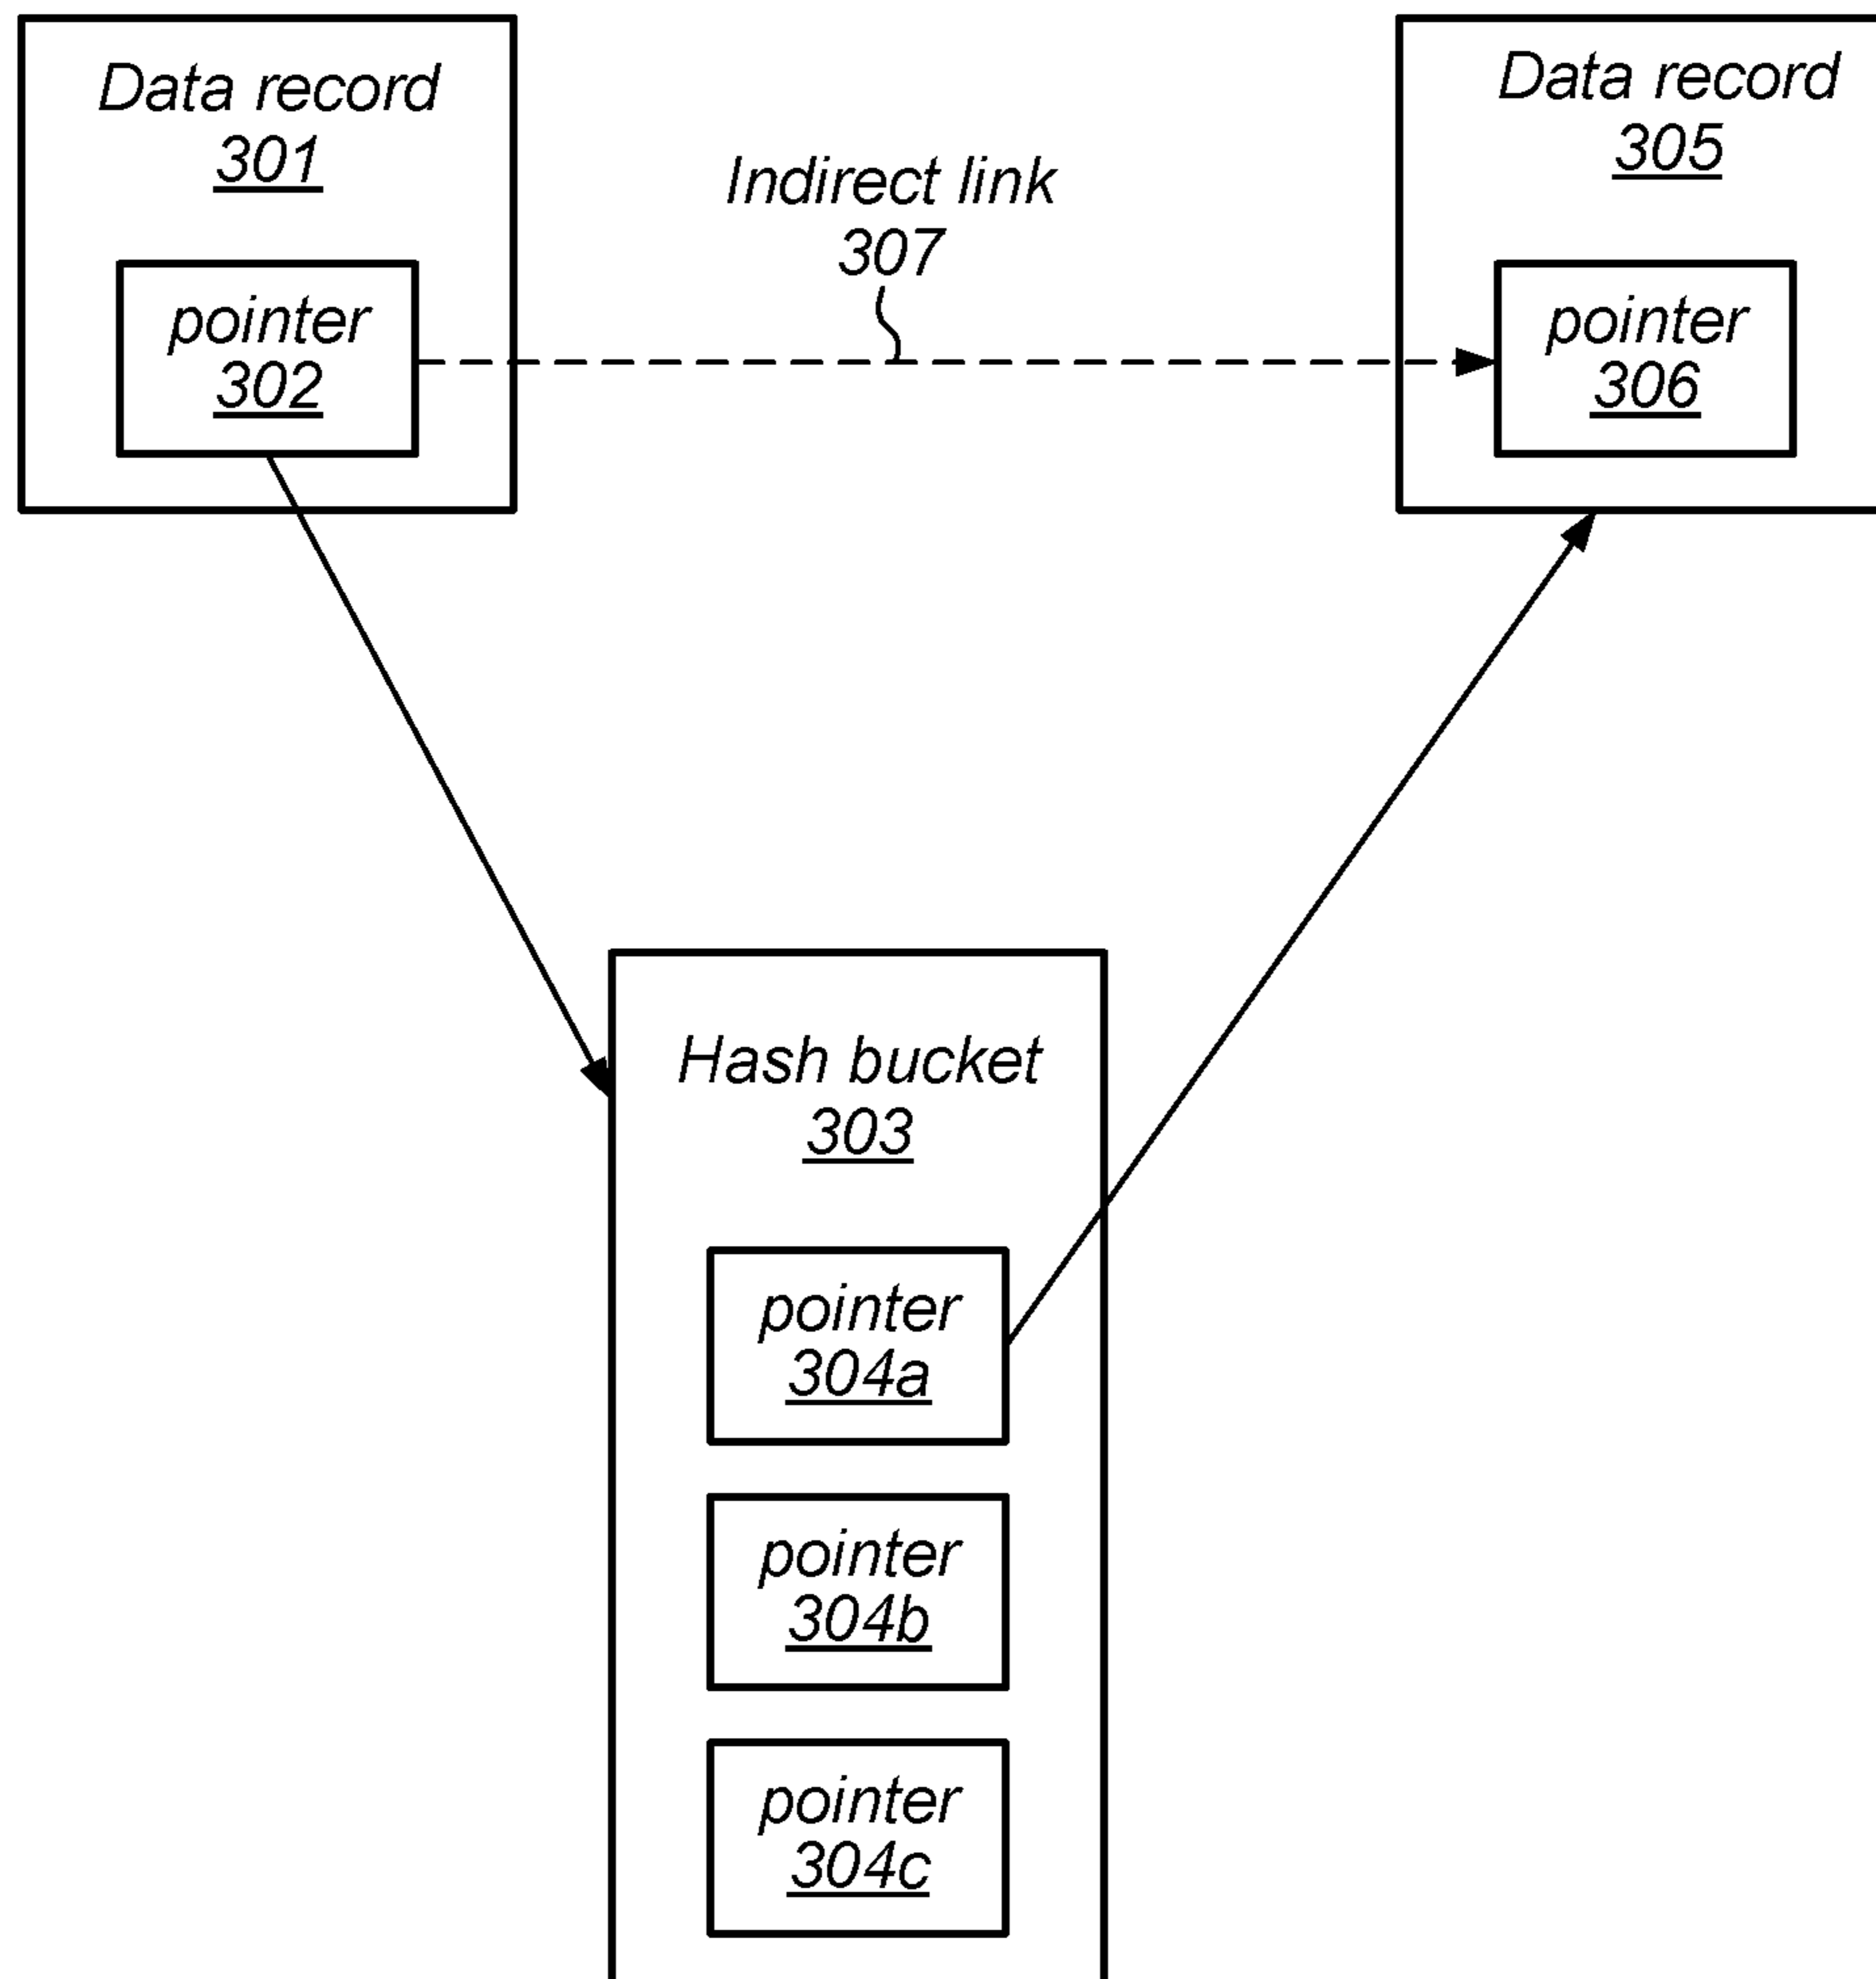 Data record
301
pointer
302
Indirect link
307
Data record
305
pointer
306
Hash bucket
303
pointer
304a
pointer
304b
pointer
304c